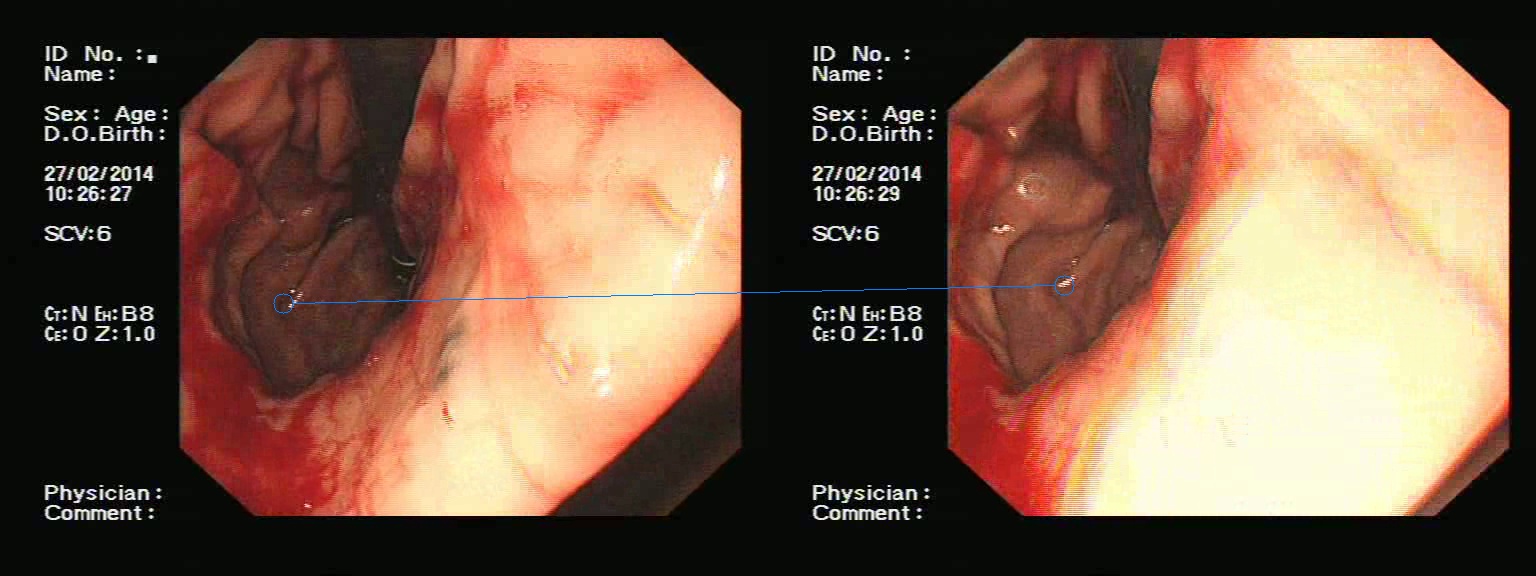 ID No. :
Name:
Sex: Age:
D.O.Birth:
27/02/2014
10:26:27
SCV:6
CT:N EH:B8
CE:0 Z:1.0
Physician:
Comment:
ID No. :
Name:
Sex: Age:
D.O.Birth:
27/02/2014
10:26:29
SCV:6
CT:N EH:B8
CE:0 Z:1.0
Physician:
Comment: